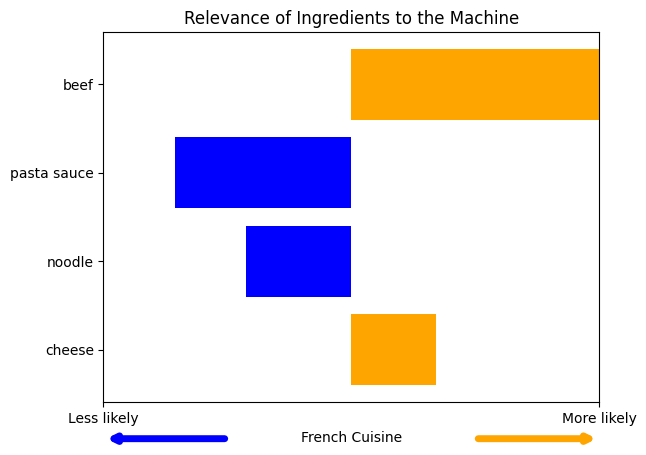 Relevance of Ingredients to the Machine
beef
pasta sauce
noodle
cheese
Less likely
More likely
French Cuisine